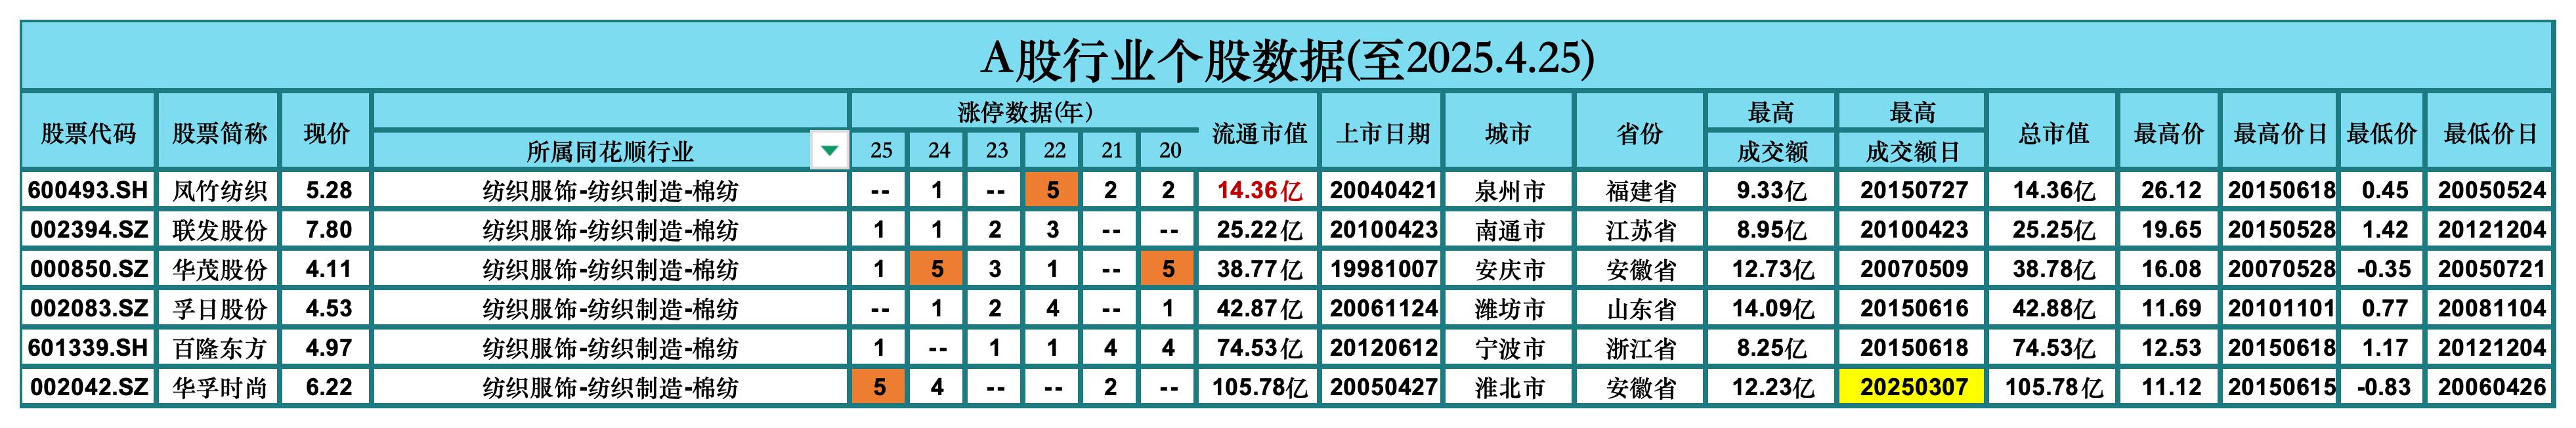 A股行业个股数据(至2025.4.25)
股票代码 股票简称 现价 所属同花顺行业 涨停数据(年) 25 24 23 22 21 20 流通市值 上市日期 城市 省份 最高成交额 最高成交额日 总市值 最高价 最高价日 最低价 最低价日
600493.SH 凤竹纺织 5.28 纺织服饰-纺织制造-棉纺 -- 1 -- 5 2 2 14.36亿 20040421 泉州市 福建省 9.33亿 20150727 14.36亿 26.12 20150618 0.45 20050524
002394.SZ 联发股份 7.80 纺织服饰-纺织制造-棉纺 1 1 2 3 -- -- 25.22亿 20100423 南通市 江苏省 8.95亿 20100423 25.25亿 19.65 20150528 1.42 20121204
000850.SZ 华茂股份 4.11 纺织服饰-纺织制造-棉纺 1 5 3 1 -- 5 38.77亿 19981007 安庆市 安徽省 12.73亿 20070509 38.78亿 16.08 20070528 -0.35 20050721
002083.SZ 孚日股份 4.53 纺织服饰-纺织制造-棉纺 -- 1 2 4 -- 1 42.87亿 20061124 潍坊市 山东省 14.09亿 20150616 42.88亿 11.69 20101101 0.77 20081104
601339.SH 百隆东方 4.97 纺织服饰-纺织制造-棉纺 1 -- 1 1 4 4 74.53亿 20120612 宁波市 浙江省 8.25亿 20150618 74.53亿 12.53 20150618 1.17 20121204
002042.SZ 华孚时尚 6.22 纺织服饰-纺织制造-棉纺 5 4 -- -- 2 -- 105.78亿 20050427 淮北市 安徽省 12.23亿 20250307 105.78亿 11.12 20150615 -0.83 20060426